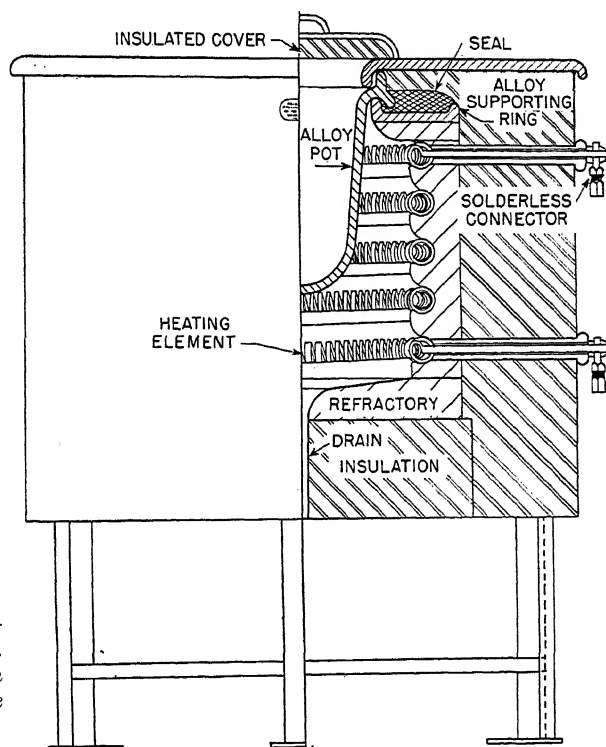 INSULATED COVER
SEAL
ALLOY
SUPPORTING
RING
ALLOY
POT
SOLDERLESS
CONNECTOR
HEATING
ELEMENT
REFRACTORY
DRAIN
INSULATION